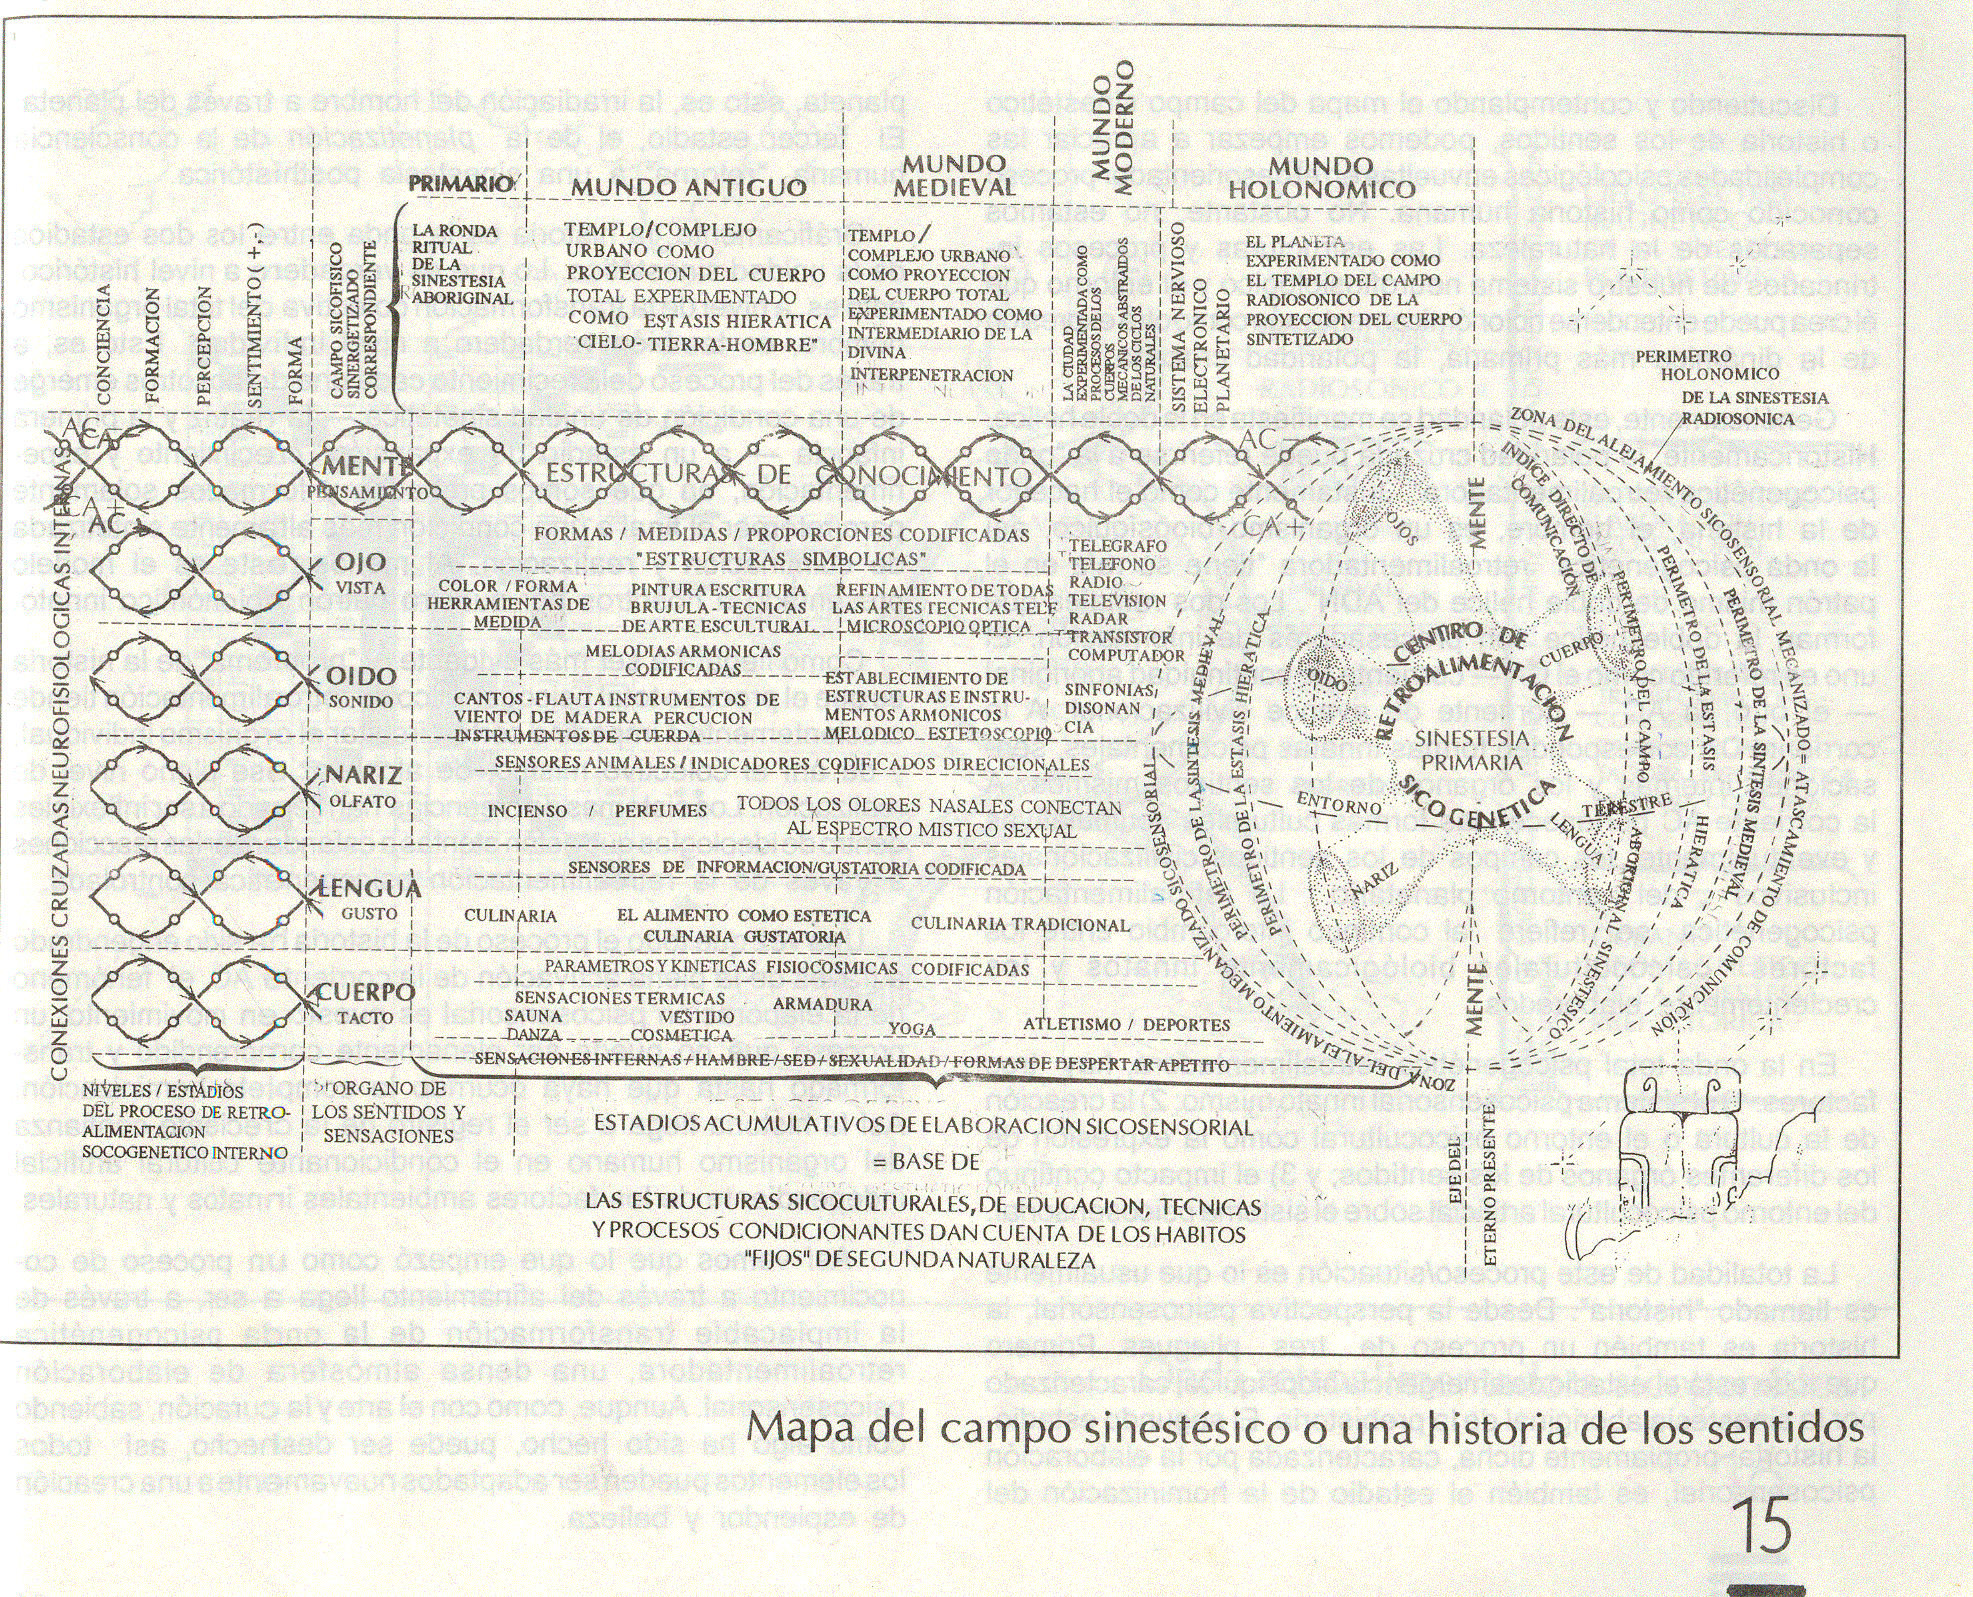 PRIMARIO
MUNDO ANTIGUO
MUNDO
MEDIEVAL
MUNDO
MODERNO
MUNDO
HOLONOMICO
CONCIENCIA
FORMACION
PERCEPCION
SENTIMIENTO +,-,
FORMA
CAMPO SICOFISICO
SINERGETIZADO
CORRESPONDIENTE
LA RONDA
RITUAL
DE LA
SINESTESIA
ABORIGINAL
TEMPLO/COMPLEJO
URBANO COMO
PROYECCION DEL CUERPO
TOTAL EXPERIMENTADO
COMO ESTASIS HIERATICA
CIELO-TIERRA-HOMBRE"
TEMPLO/
COMPLEJO URBANO
COMO PROYECCION
DEL CUERPO TOTAL
EXPERIMENTADO COMO
INTERMEDIARIO DE LA
DIVINA
INTERPENETRACION
LA CIUDAD
EXPERIMENTADA COMO
PROCESOS DE LOS
CUERPOS
MECANICOS ABSTRAIDOS
DE LOS CICLOS
NATURALES
SISTEMA NERVIOSO
ELECTRONICO
PLANETARIO
EL PLANETA
EXPERIMENTADO COMO
EL TEMPLO DEL CAMPO
RADIOSONICO DE LA
PROYECCION DEL CUERPO
SINTETIZADO
PERIMETRO
HOLONOMICO
DE LA SINESTESIA
RADIOSONICA
CONEXIONES CRUZADAS NEUROFISIOLOGICAS INTERNAS
AC
CA
CA +
AC
MENTE
PENSAMIENTO
ESTRUCTURAS DE CONOCIMIENTO
AC -
CA +
FORMAS / MEDIDAS / PROPORCIONES CODIFICADAS
"ESTRUCTURAS SIMBOLICAS"
OJO
VISTA
COLOR / FORMA
HERRAMIENTAS DE
MEDIDA
PINTURA ESCRITURA
BRUJULA-TECNICAS
DE ARTE ESCULTURAL
REFINAMIENTO DE TODAS
LAS ARTES TECNICAS TELE
MICROSCOPIO OPTICA
TELEGRAFO
TELEFONO
RADIO
TELEVISION
RADAR
TRANSISTOR
COMPUTADOR
OIDO
SONIDO
MELODIAS ARMONICAS
CODIFICADAS
CANTOS-FLAUTA INSTRUMENTOS DE
VIENTO DE MADERA PERCUCION
INSTRUMENTOS DE CUERDA
ESTABLECIMIENTO DE
ESTRUCTURAS E INSTRU-
MENTOS ARMONICOS
MELODICO ESTETOSCOPIO
SINFONIAS,
DISONAN
CIA
NARIZ
OLFATO
SENSORES ANIMALES / INDICADORES CODIFICADOS DIRECICIONALES
INCIENSO PERFUMES
TODOS LOS OLORES NASALES CONECTAN
AL ESPECTRO MISTICO SEXUAL
LENGUA
GUSTO
SENSORES DE INFORMACION/GUSTATORIA CODIFICADA
CULINARIA
EL ALIMENTO COMO ESTETICA
CULINARIA GUSTATORIA
CULINARIA TRADICIONAL
CUERPO
TACTO
PARAMETROS Y KINETICAS FISIOCOSMICAS CODIFICADAS
SENSACIONES TERMICAS ARMADURA
SAUNA VESTIDO
DANZA COSMETICA
YOGA
ATLETISMO / DEPORTES
SENSACIONES INTERNAS / HAMBRE / SED / SEXUALIDAD / FORMAS DE DESPERTAR APETITO
NIVELES / ESTADIOS
DEL PROCESO DE RETRO-
ALIMENTACION
SOCOGENETICO INTERNO
ORGANO DE
LOS SENTIDOS Y
SENSACIONES
ESTADIOS ACUMULATIVOS DE ELABORACION SICOSENSORIAL
= BASE DE
LAS ESTRUCTURAS SICOCULTURALES, DE EDUCACION, TECNICAS
Y PROCESOS CONDICIONANTES DAN CUENTA DE LOS HABITOS
"FIJOS" DE SEGUNDA NATURALEZA
ZONA DEL ALEJAMIENTO SICOSENSORIAL MECANIZADO = ATASCAMIENTO DE COMUNICACION
INDICE DIRECTO DE
COMUNICACION
PERIMETRO DE LA SINTESIS MEDIEVAL
PERIMETRO DE LA ESTASIS HIERATICA
PERIMETRO DEL CAMPO ABORIGINAL SINESTESICO
ZONA DEL ALEJAMIENTO MECANIZADO SICOSENSORIAL
PERIMETRO DE LA SINTESIS MEDIEVAL
PERIMETRO DE LA ESTASIS HIERATICA
MENTE
OJOS
OIDO
CUERPO
NARIZ
LENGUA
CENTRO DE
RETROALIMENTACION
SICOGENETICA
SINESTESIA
PRIMARIA
ENTORNO
TERESTRE
MENTE
EJE DEL
ETERNO PRESENTE
Mapa del campo sinestésico o una historia de los sentidos
15